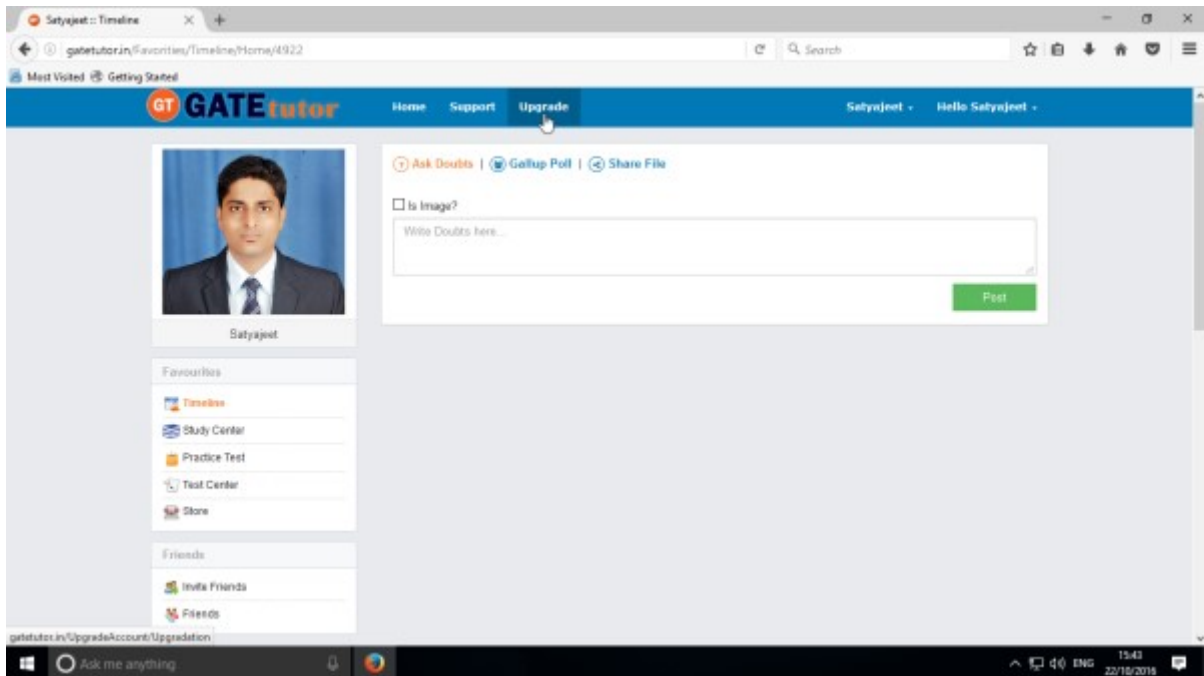 Satyajeet :: Timeline
gatetutor.in/Favorities/Timeline/Home/4922
Search
Most Visited Getting Started
GT GATEtutor Home Support Upgrade Satyajeet Hello Satyajeet
Ask Doubts | Gallup Poll | Share File
Is Image?
Write Doubts here...
Post
Satyajeet
Favourites
Timeline
Study Center
Practice Test
Test Center
Store
Friends
Invite Friends
Friends
gatetutor.in/UpgradeAccount/Upgradation
Ask me anything
ENG
15:43
22/10/2016